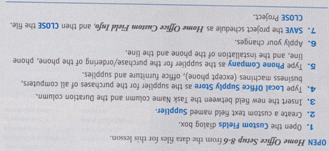 OPEN Home Office Setup 8-6 from the data files for this lesson.
1. Open the Custom Fields dialog box.
2. Create a custom text field named Supplier.
3. Insert the new field between the Task Name column and the Duration column.
4. Type Local Office Supply Store as the supplier for the purchases of all computers,
business machines (except phone), office furniture and supplies.
5. Type Phone Company as the supplier for the purchase/ordering of the phone, phone
line, and the installation of the phone and the line.
6. Apply your changes.
7. SAVE the project schedule as Home Office Custom Field Info, and then CLOSE the file.
CLOSE Project.